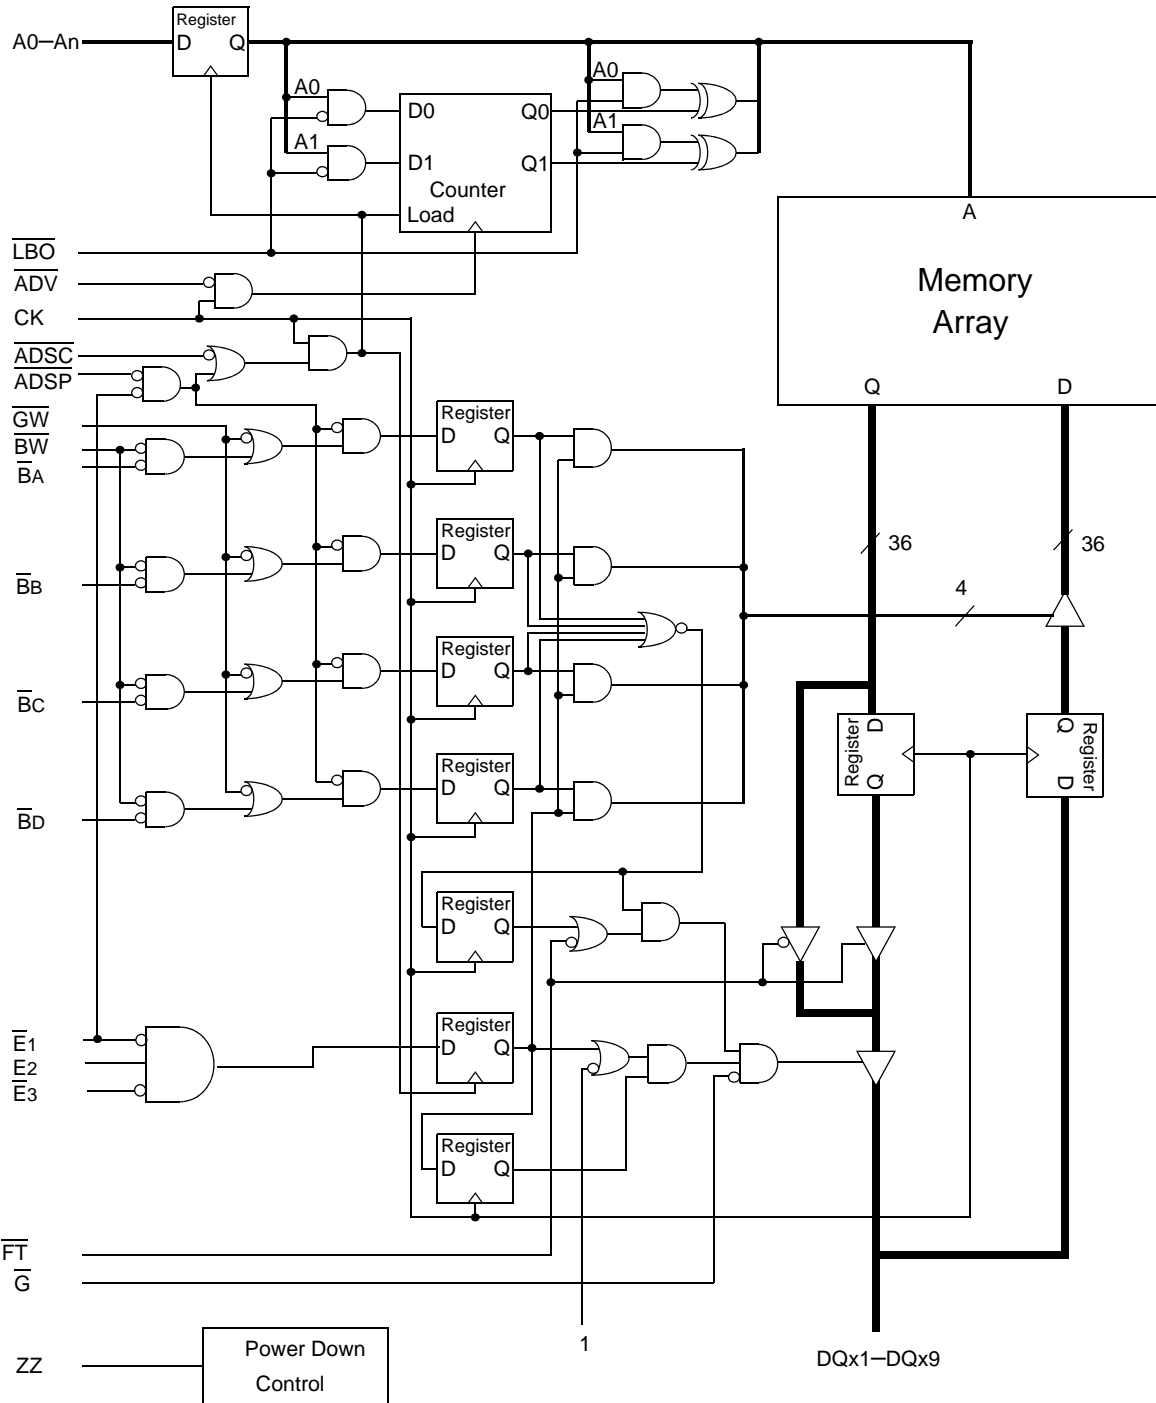 Register
A0–An
D Q
A0
A0
D0
Q0
A1
A1
D1
Q1
Counter
Load
A
LBO
ADV
Memory
Array
CK
ADSC
ADSP
Q
D
GW
BW
BA
Register
D Q
Register
D Q
36
36
BB
4
Register
D Q
BC
Register
D
Q
Q
Register
D
Register
D Q
BD
Register
D Q
Register
D Q
E1
E2
E3
Register
D Q
FT
G
1
ZZ
Power Down
Control
DQx1–DQx9